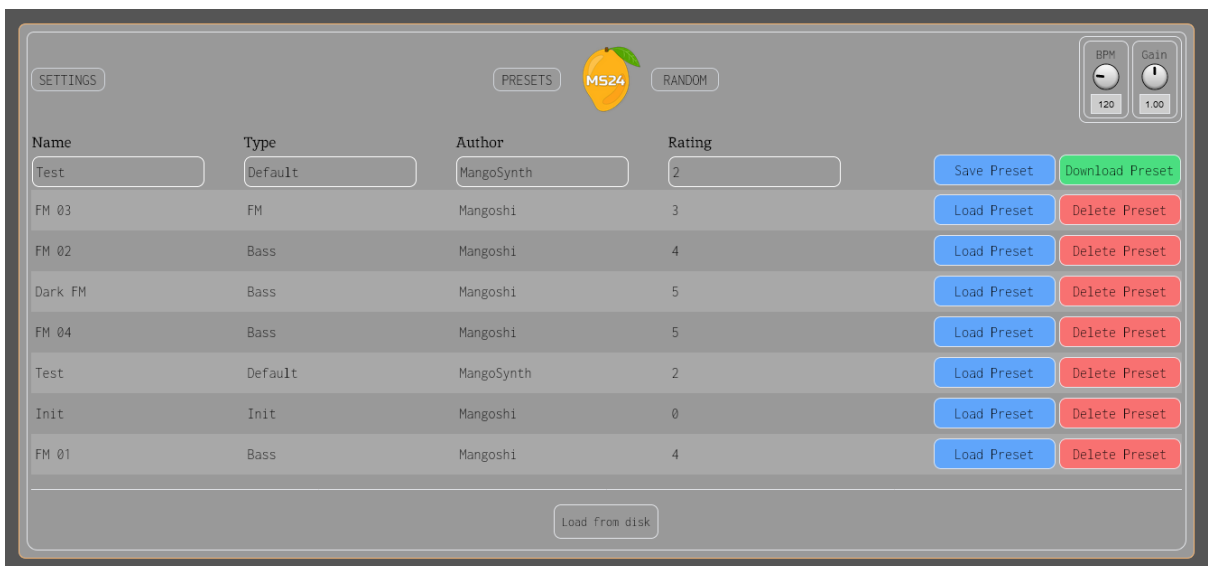 SETTINGS PRESETS MS24 RANDOM BPM Gain
120 1.00
Name Type Author Rating
Test Default MangoSynth 2 Save Preset Download Preset
FM 03 FM Mangoshi 3 Load Preset Delete Preset
FM 02 Bass Mangoshi 4 Load Preset Delete Preset
Dark FM Bass Mangoshi 5 Load Preset Delete Preset
FM 04 Bass Mangoshi 5 Load Preset Delete Preset
Test Default MangoSynth 2 Load Preset Delete Preset
Init Init Mangoshi 0 Load Preset Delete Preset
FM 01 Bass Mangoshi 4 Load Preset Delete Preset
Load from disk